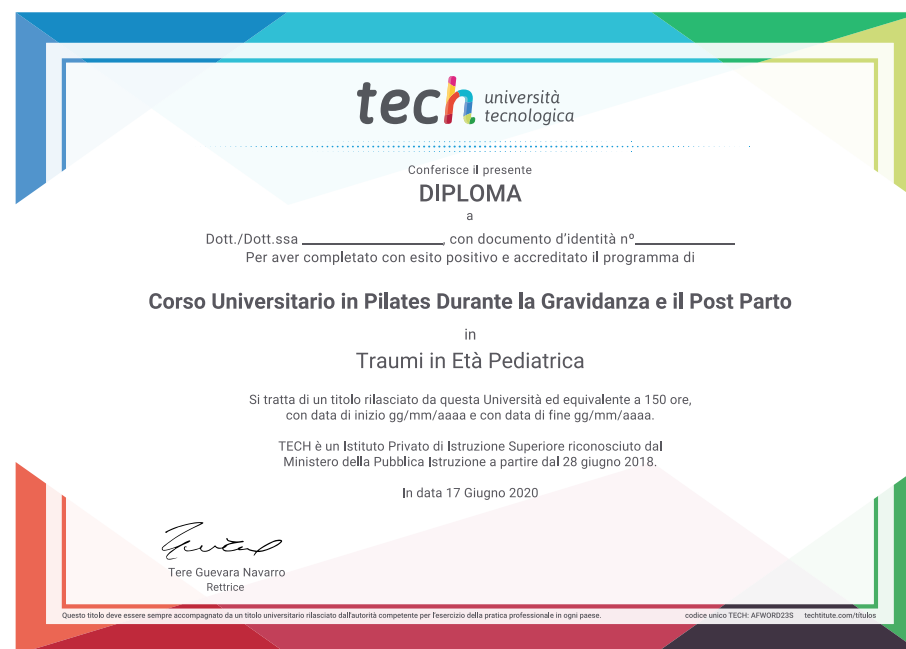 tech università
tecnologica
Conferisce il presente
DIPLOMA
a
Dott./Dott.ssa ____________________, con documento d'identità nº______________
Per aver completato con esito positivo e accreditato il programma di
Corso Universitario in Pilates Durante la Gravidanza e il Post Parto
in
Traumi in Età Pediatrica
Si tratta di un titolo rilasciato da questa Università ed equivalente a 150 ore,
con data di inizio gg/mm/aaaa e con data di fine gg/mm/aaaa.
TECH è un Istituto Privato di Istruzione Superiore riconosciuto dal
Ministero della Pubblica Istruzione a partire dal 28 giugno 2018.
In data 17 Giugno 2020
Tere Guevara Navarro
Rettrice
Questo titolo deve essere sempre accompagnato da un titolo universitario rilasciato dall'autorità competente per l'esercizio della pratica professionale in ogni paese. codice unico TECH: AFWORD23S techtitute.com/titulos